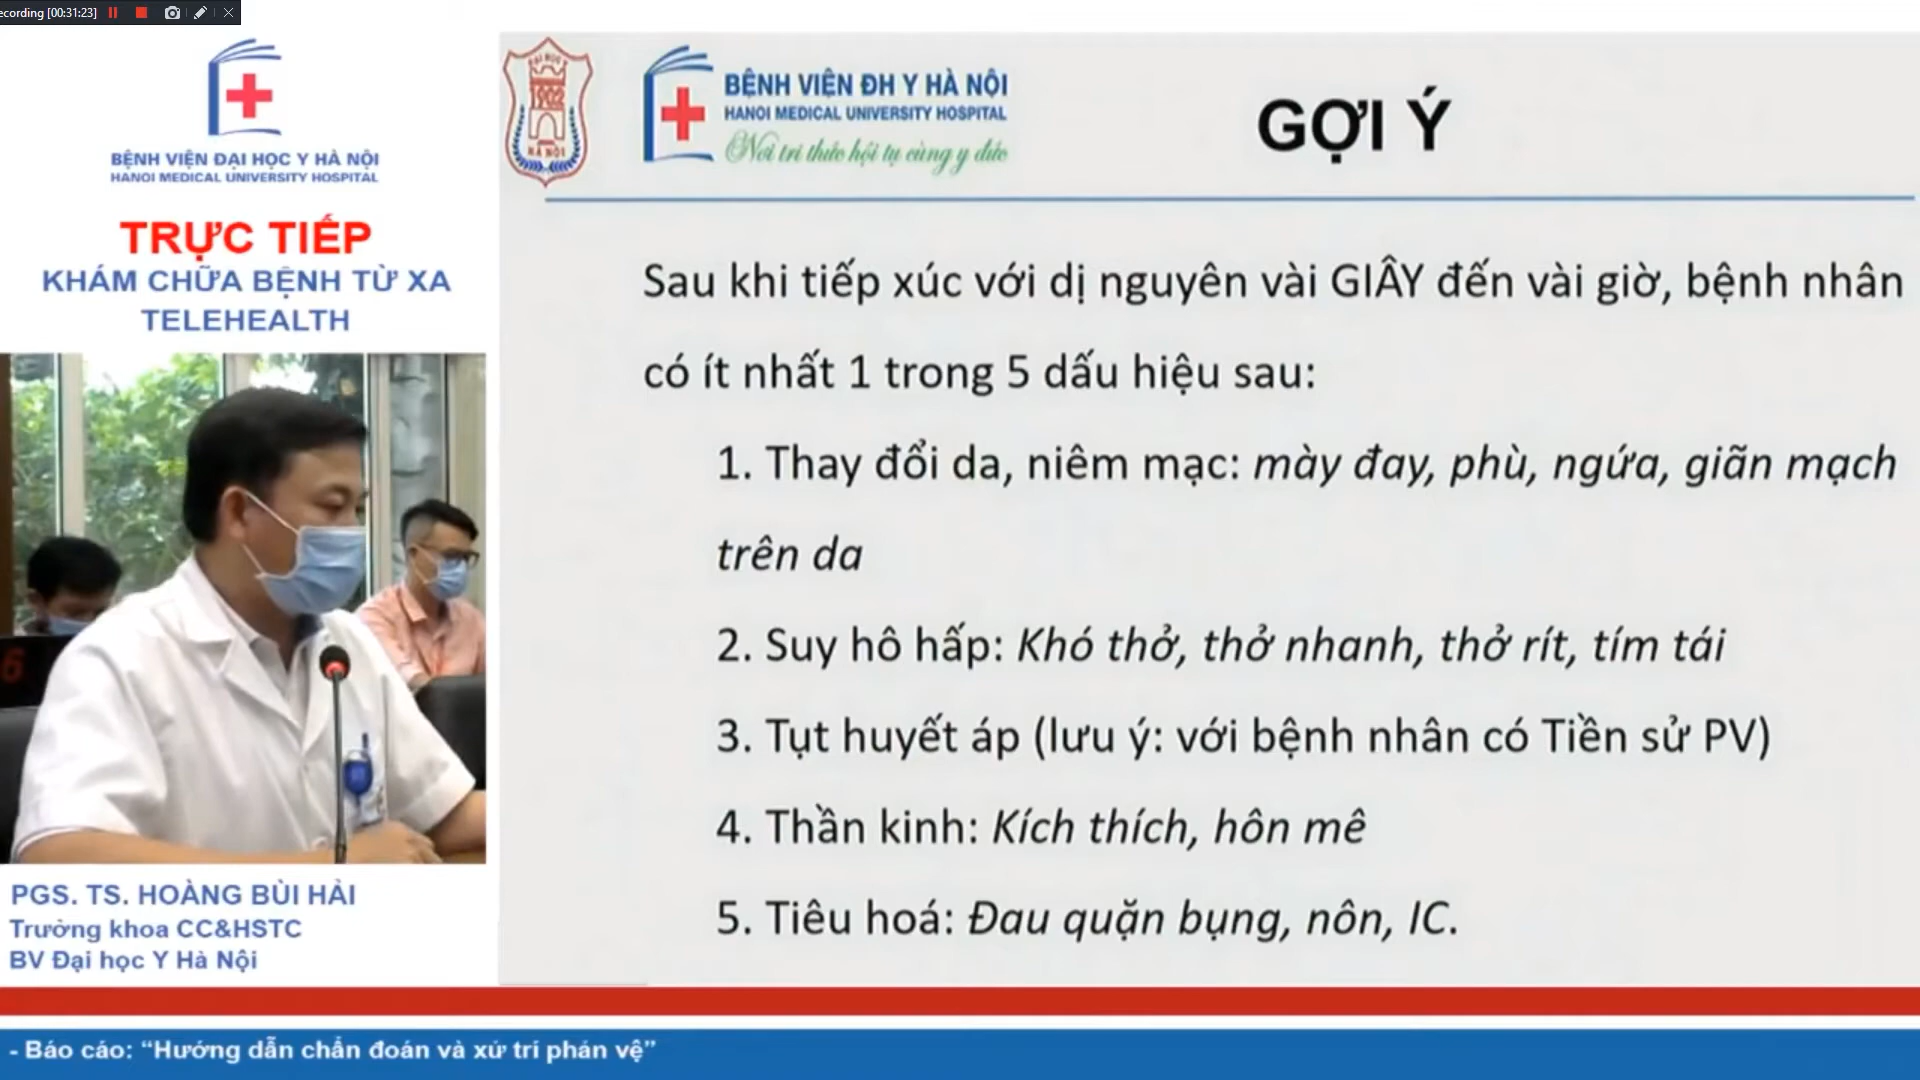 ecording [00:31:23]
BỆNH VIỆN ĐẠI HỌC Y HÀ NỘI
HANOI MEDICAL UNIVERSITY HOSPITAL
TRỰC TIẾP
KHÁM CHỮA BỆNH TỪ XA
TELEHEALTH
6
PGS. TS. HOÀNG BÙI HẢI
Trưởng khoa CC&HSTC
BV Đại học Y Hà Nội
ĐẠI HỌC Y
1902
HÀ NỘI
BỆNH VIỆN ĐH Y HÀ NỘI
HANOI MEDICAL UNIVERSITY HOSPITAL
Nơi tri thức hội tụ cùng y đức
GỢI Ý
Sau khi tiếp xúc với dị nguyên vài GIÂY đến vài giờ, bệnh nhân
có ít nhất 1 trong 5 dấu hiệu sau:
1. Thay đổi da, niêm mạc: mày đay, phù, ngứa, giãn mạch
trên da
2. Suy hô hấp: Khó thở, thở nhanh, thở rít, tím tái
3. Tụt huyết áp (lưu ý: với bệnh nhân có Tiền sử PV)
4. Thần kinh: Kích thích, hôn mê
5. Tiêu hoá: Đau quặn bụng, nôn, IC.
- Báo cáo: “Hướng dẫn chẩn đoán và xử trí phản vệ”